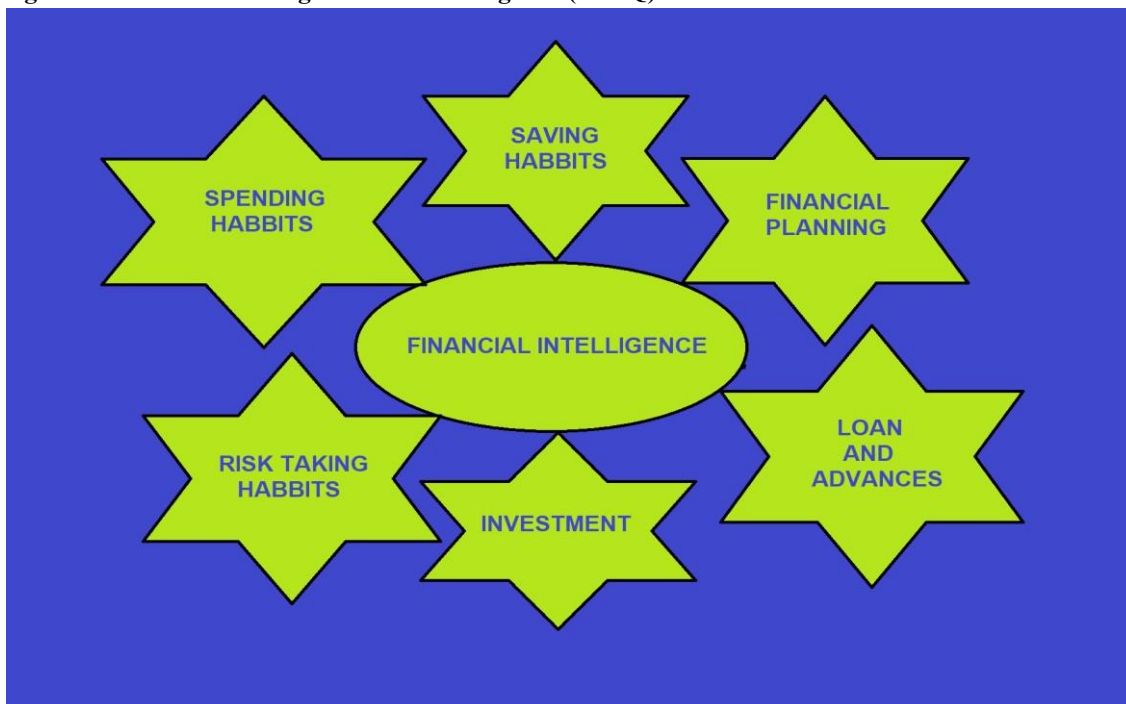 SAVING
HABBITS
SPENDING
HABBITS
FINANCIAL
PLANNING
FINANCIAL INTELLIGENCE
LOAN
AND
ADVANCES
RISK TAKING
HABBITS
INVESTMENT